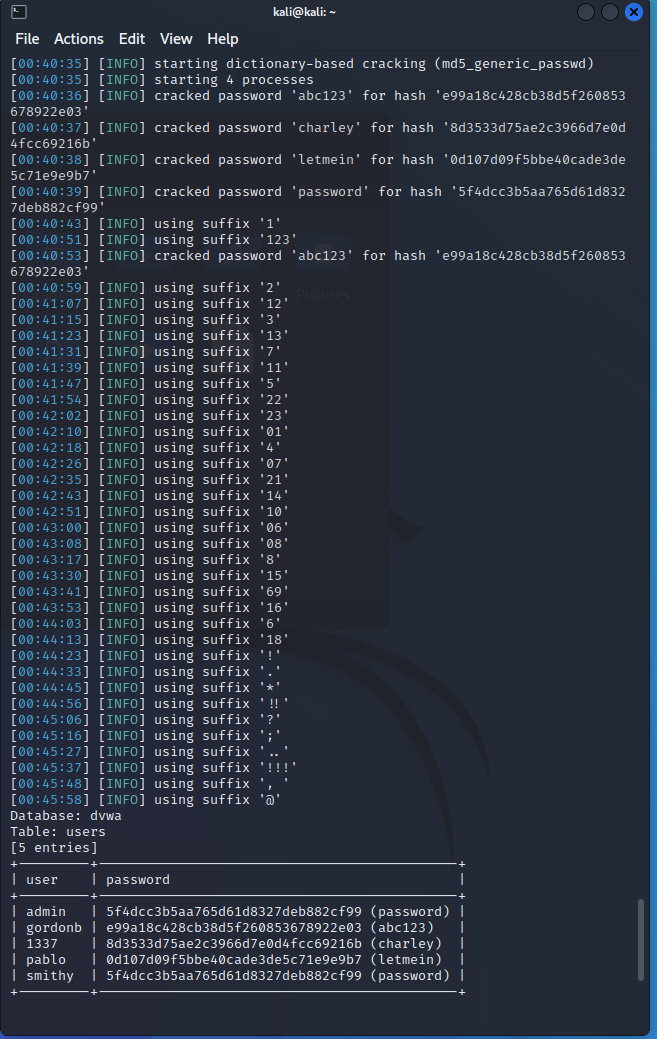 kali@kali: ~
File Actions Edit View Help
[00:40:35] [INFO] starting dictionary-based cracking (md5_generic_passwd)
[00:40:35] [INFO] starting 4 processes
[00:40:36] [INFO] cracked password 'abc123' for hash 'e99a18c428cb38d5f260853
678922e03'
[00:40:37] [INFO] cracked password 'charley' for hash '8d3533d75ae2c3966d7e0d
4fcc69216b'
[00:40:38] [INFO] cracked password 'letmein' for hash '0d107d09f5bbe40cade3de
5c71e9e9b7'
[00:40:39] [INFO] cracked password 'password' for hash '5f4dcc3b5aa765d61d832
7deb882cf99'
[00:40:43] [INFO] using suffix '1'
[00:40:51] [INFO] using suffix '123'
[00:40:53] [INFO] cracked password 'abc123' for hash 'e99a18c428cb38d5f260853
678922e03'
[00:40:59] [INFO] using suffix '2'
Pictures
[00:41:07] [INFO] using suffix '12'
[00:41:15] [INFO] using suffix '3'
[00:41:23] [INFO] using suffix '13'
[00:41:31] [INFO] using suffix '7'
[00:41:39] [INFO] using suffix '11'
[00:41:47] [INFO] using suffix '5'
[00:41:54] [INFO] using suffix '22'
[00:42:02] [INFO] using suffix '23'
[00:42:10] [INFO] using suffix '01'
[00:42:18] [INFO] using suffix '4'
[00:42:26] [INFO] using suffix '07'
[00:42:35] [INFO] using suffix '21'
[00:42:43] [INFO] using suffix '14'
[00:42:51] [INFO] using suffix '10'
[00:43:00] [INFO] using suffix '06'
[00:43:08] [INFO] using suffix '08'
[00:43:17] [INFO] using suffix '8'
[00:43:30] [INFO] using suffix '15'
[00:43:41] [INFO] using suffix '69'
[00:43:53] [INFO] using suffix '16'
[00:44:03] [INFO] using suffix '6'
[00:44:13] [INFO] using suffix '18'
[00:44:23] [INFO] using suffix '!'
[00:44:33] [INFO] using suffix '.'
[00:44:45] [INFO] using suffix '*'
[00:44:56] [INFO] using suffix '!!'
[00:45:06] [INFO] using suffix '?'
[00:45:16] [INFO] using suffix ';'
[00:45:27] [INFO] using suffix '..'
[00:45:37] [INFO] using suffix '!!!'
[00:45:48] [INFO] using suffix ', '
[00:45:58] [INFO] using suffix '@'
Database: dvwa
Table: users
[5 entries]
+---------+---------------------------------------------+
| user    | password                                    |
+---------+---------------------------------------------+
| admin   | 5f4dcc3b5aa765d61d8327deb882cf99 (password) |
| gordonb | e99a18c428cb38d5f260853678922e03 (abc123)   |
| 1337    | 8d3533d75ae2c3966d7e0d4fcc69216b (charley)  |
| pablo   | 0d107d09f5bbe40cade3de5c71e9e9b7 (letmein)  |
| smithy  | 5f4dcc3b5aa765d61d8327deb882cf99 (password) |
+---------+---------------------------------------------+